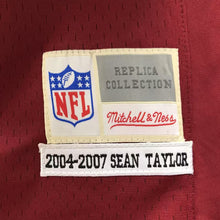 NFL
REPLICA
COLLECTION
Mitchell & Ness
2004-2007 SEAN TAYLOR